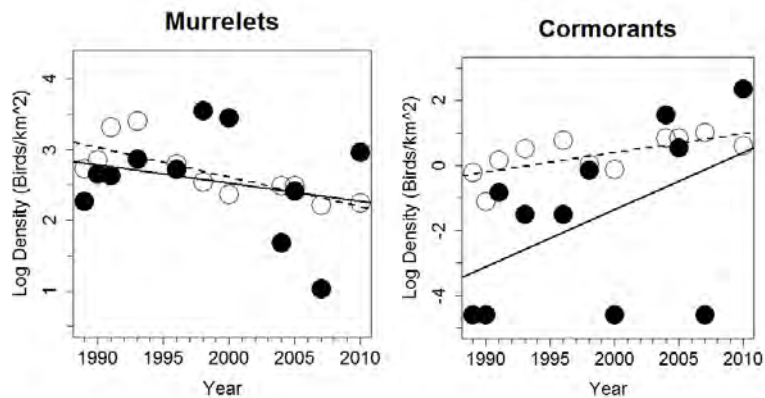 Murrelets
Log Density (Birds/km^2)
4
3
2
1
1990 1995 2000 2005 2010
Year
Cormorants
Log Density (Birds/km^2)
2
0
-2
-4
1990 1995 2000 2005 2010
Year